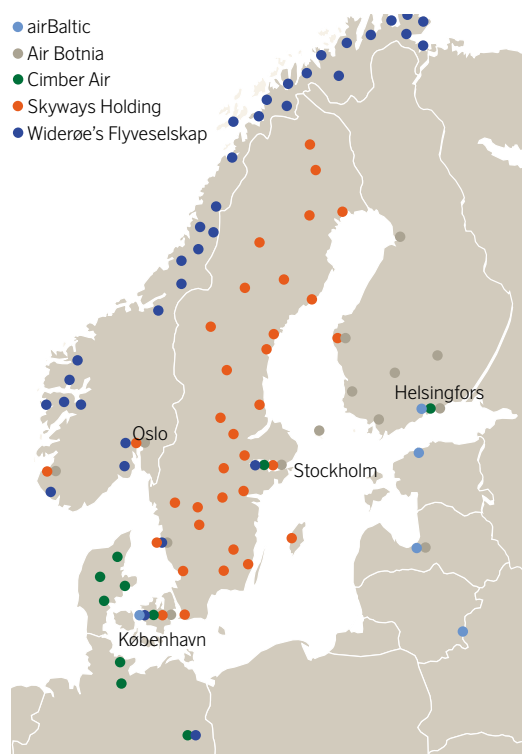 airBaltic
Air Botnia
Cimber Air
Skyways Holding
Widerøe's Flyveselskap
Helsingfors
Oslo
Stockholm
København